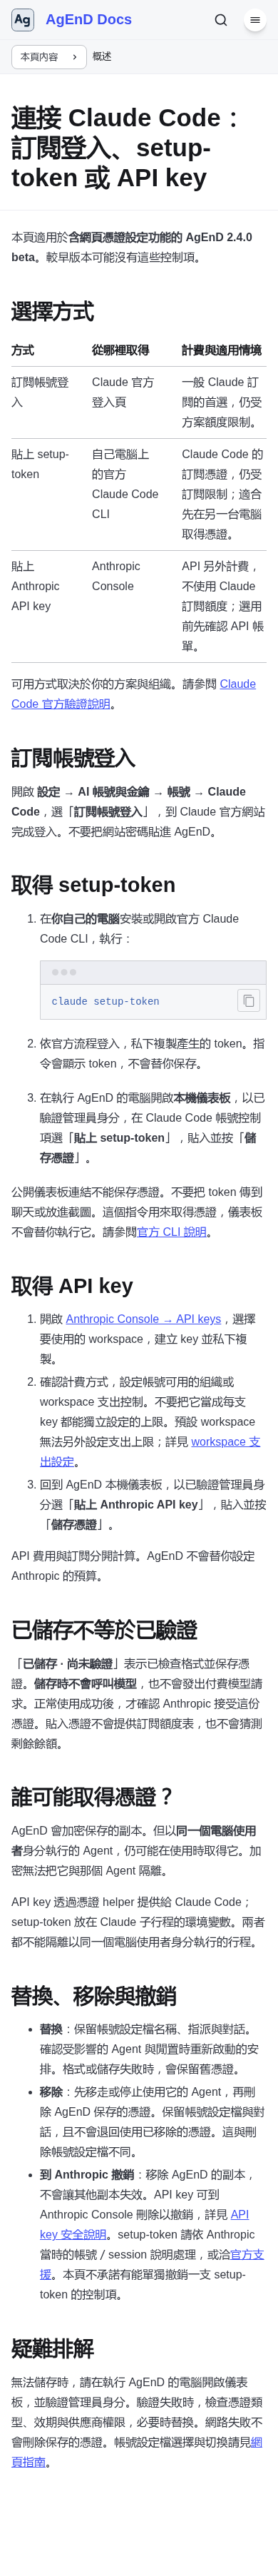 Ag AgEnD Docs
本頁內容 › 概述
連接 Claude Code：
訂閱登入、setup-
token 或 API key
本頁適用於含網頁憑證設定功能的 AgEnD 2.4.0
beta。較早版本可能沒有這些控制項。
選擇方式
方式 從哪裡取得 計費與適用情境
訂閱帳號登 Claude 官方 一般 Claude 訂
入 登入頁 閱的首選，仍受
方案額度限制。
貼上 setup- 自己電腦上 Claude Code 的
token 的官方 訂閱憑證，仍受
Claude Code 訂閱限制；適合
CLI 先在另一台電腦
取得憑證。
貼上 Anthropic API 另外計費，
Anthropic Console 不使用 Claude
API key 訂閱額度；選用
前先確認 API 帳
單。
可用方式取決於你的方案與組織。請參閱 Claude
Code 官方驗證說明。
訂閱帳號登入
開啟 設定 → AI 帳號與金鑰 → 帳號 → Claude
Code，選「訂閱帳號登入」，到 Claude 官方網站
完成登入。不要把網站密碼貼進 AgEnD。
取得 setup-token
1. 在你自己的電腦安裝或開啟官方 Claude
Code CLI，執行：
claude setup-token
2. 依官方流程登入，私下複製產生的 token。指
令會顯示 token，不會替你保存。
3. 在執行 AgEnD 的電腦開啟本機儀表板，以已
驗證管理員身分，在 Claude Code 帳號控制
項選「貼上 setup-token」，貼入並按「儲
存憑證」。
公開儀表板連結不能保存憑證。不要把 token 傳到
聊天或放進截圖。這個指令用來取得憑證，儀表板
不會替你執行它。請參閱官方 CLI 說明。
取得 API key
1. 開啟 Anthropic Console → API keys，選擇
要使用的 workspace，建立 key 並私下複
製。
2. 確認計費方式，設定帳號可用的組織或
workspace 支出控制。不要把它當成每支
key 都能獨立設定的上限。預設 workspace
無法另外設定支出上限；詳見 workspace 支
出設定。
3. 回到 AgEnD 本機儀表板，以已驗證管理員身
分選「貼上 Anthropic API key」，貼入並按
「儲存憑證」。
API 費用與訂閱分開計算。AgEnD 不會替你設定
Anthropic 的預算。
已儲存不等於已驗證
「已儲存 · 尚未驗證」表示已檢查格式並保存憑
證。儲存時不會呼叫模型，也不會發出付費模型請
求。正常使用成功後，才確認 Anthropic 接受這份
憑證。貼入憑證不會提供訂閱額度表，也不會猜測
剩餘餘額。
誰可能取得憑證？
AgEnD 會加密保存的副本。但以同一個電腦使用
者身分執行的 Agent，仍可能在使用時取得它。加
密無法把它與那個 Agent 隔離。
API key 透過憑證 helper 提供給 Claude Code；
setup-token 放在 Claude 子行程的環境變數。兩者
都不能隔離以同一個電腦使用者身分執行的行程。
替換、移除與撤銷
• 替換：保留帳號設定檔名稱、指派與對話。
確認受影響的 Agent 與閒置時重新啟動的安
排。格式或儲存失敗時，會保留舊憑證。
• 移除：先移走或停止使用它的 Agent，再刪
除 AgEnD 保存的憑證。保留帳號設定檔與對
話，且不會退回使用已移除的憑證。這與刪
除帳號設定檔不同。
• 到 Anthropic 撤銷：移除 AgEnD 的副本，
不會讓其他副本失效。API key 可到
Anthropic Console 刪除以撤銷，詳見 API
key 安全說明。setup-token 請依 Anthropic
當時的帳號 / session 說明處理，或洽官方支
援。本頁不承諾有能單獨撤銷一支 setup-
token 的控制項。
疑難排解
無法儲存時，請在執行 AgEnD 的電腦開啟儀表
板，並驗證管理員身分。驗證失敗時，檢查憑證類
型、效期與供應商權限，必要時替換。網路失敗不
會刪除保存的憑證。帳號設定檔選擇與切換請見網
頁指南。